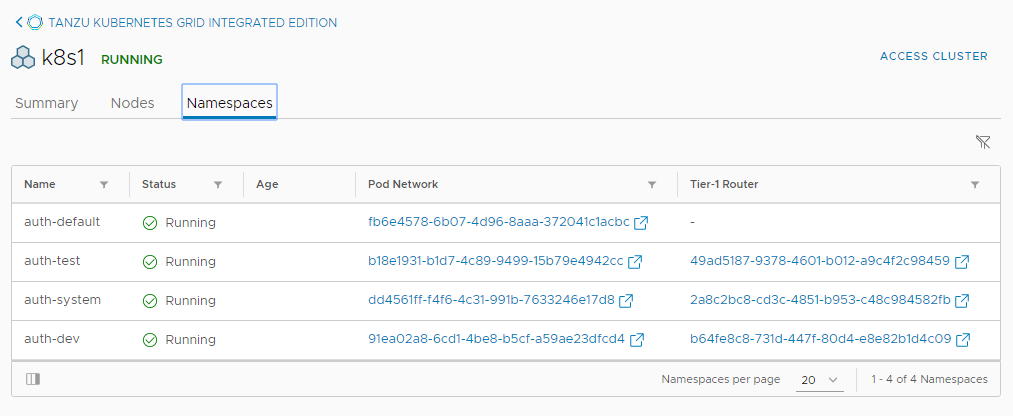 TANZU KUBERNETES GRID INTEGRATED EDITION
k8s1 RUNNING ACCESS CLUSTER
Summary Nodes Namespaces
Name Status Age Pod Network Tier-1 Router
auth-default Running fb6e4578-6b07-4d96-8aaa-372041c1acbc -
auth-test Running b18e1931-b1d7-4c89-9499-15b79e4942cc 49ad5187-9378-4601-b012-a9c4f2c98459
auth-system Running dd4561ff-f4f6-4c31-991b-7633246e17d8 2a8c2bc8-cd3c-4851-b953-c48c984582fb
auth-dev Running 91ea02a8-6cd1-4be8-b5cf-a59ae23dfcd4 b64fe8c8-731d-447f-80d4-e8e82b1d4c09
Namespaces per page 20 1 - 4 of 4 Namespaces